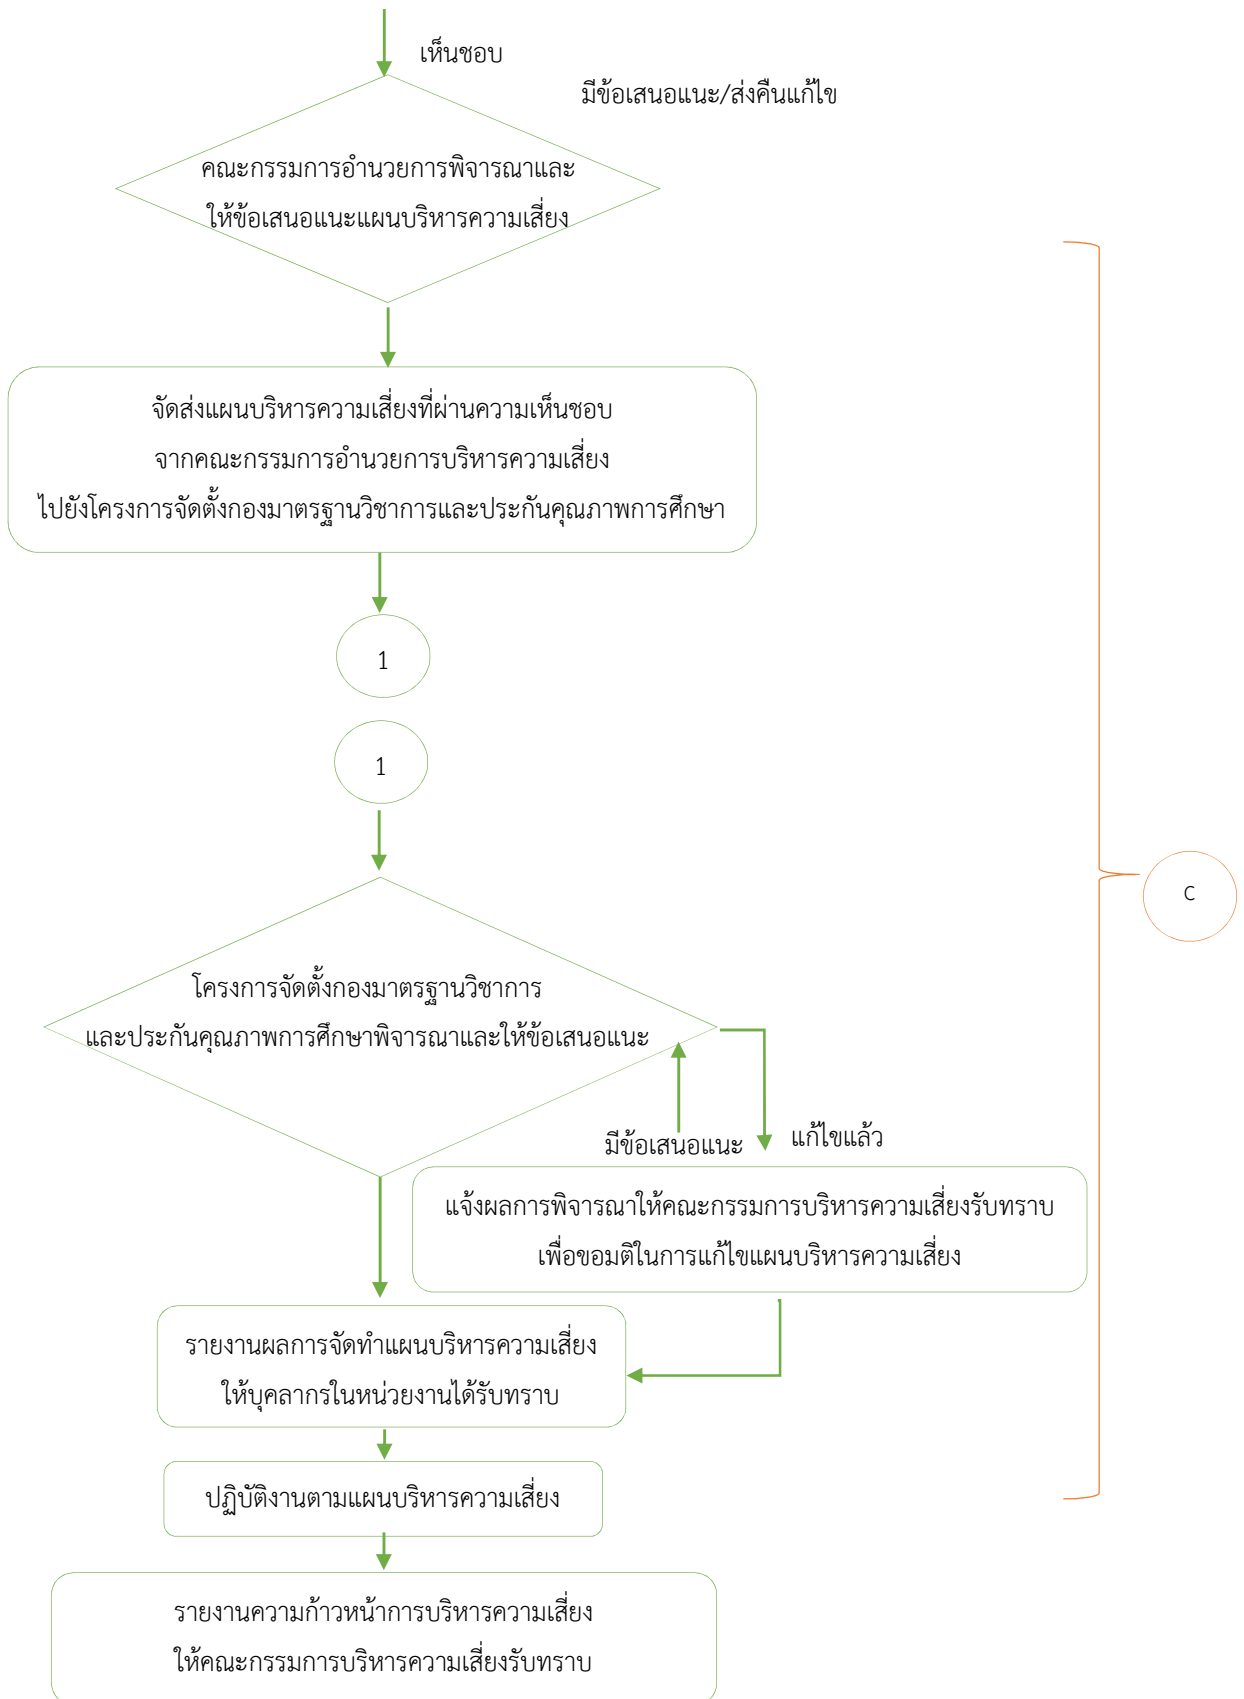 เห็นชอบ
มีข้อเสนอแนะ/ส่งคืนแก้ไข
คณะกรรมการอำนวยการพิจารณาและ
ให้ข้อเสนอแนะแผนบริหารความเสี่ยง
จัดส่งแผนบริหารความเสี่ยงที่ผ่านความเห็นชอบ
จากคณะกรรมการอำนวยการบริหารความเสี่ยง
ไปยังโครงการจัดตั้งกองมาตรฐานวิชาการและประกันคุณภาพการศึกษา
1
1
C
โครงการจัดตั้งกองมาตรฐานวิชาการ
และประกันคุณภาพการศึกษาพิจารณาและให้ข้อเสนอแนะ
มีข้อเสนอแนะ
แก้ไขแล้ว
แจ้งผลการพิจารณาให้คณะกรรมการบริหารความเสี่ยงรับทราบ
เพื่อขอมติในการแก้ไขแผนบริหารความเสี่ยง
รายงานผลการจัดทำแผนบริหารความเสี่ยง
ให้บุคลากรในหน่วยงานได้รับทราบ
ปฏิบัติงานตามแผนบริหารความเสี่ยง
รายงานความก้าวหน้าการบริหารความเสี่ยง
ให้คณะกรรมการบริหารความเสี่ยงรับทราบ